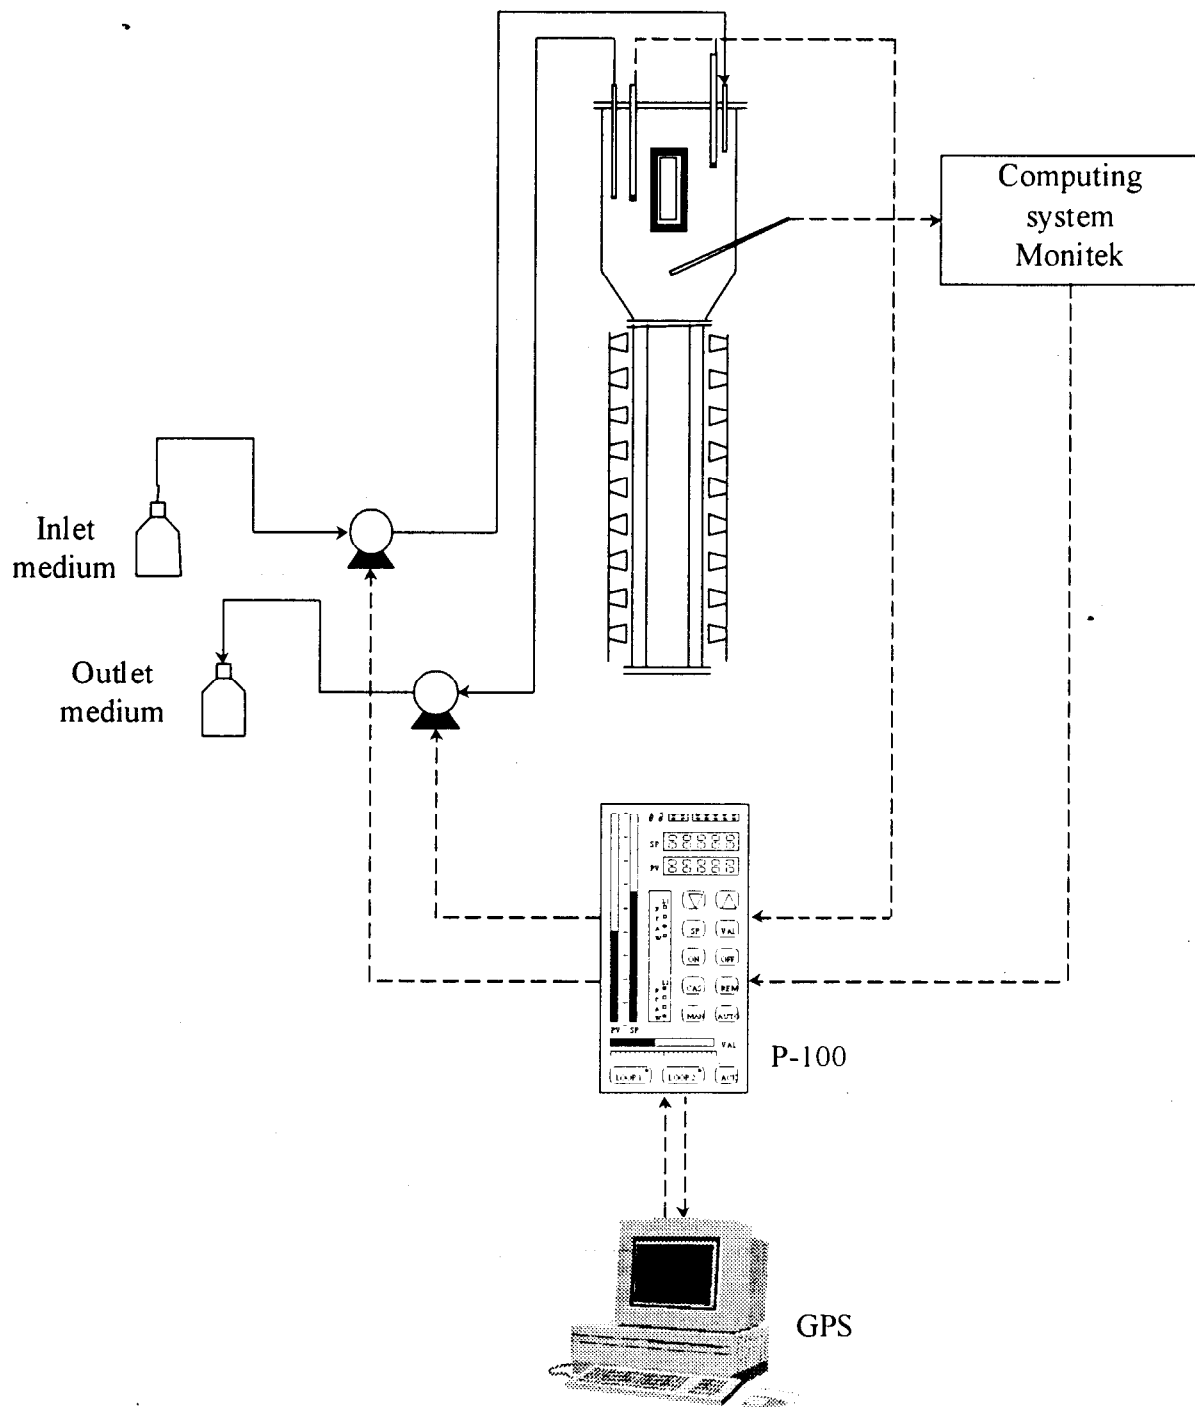 Computing
system
Monitek
Inlet
medium
Outlet
medium
SP
PV
SP VAL
ON OFF
CAS REM
MAN AUTO
PV SP
VAL
P-100
LOOP 1 LOOP 2 ACT
GPS